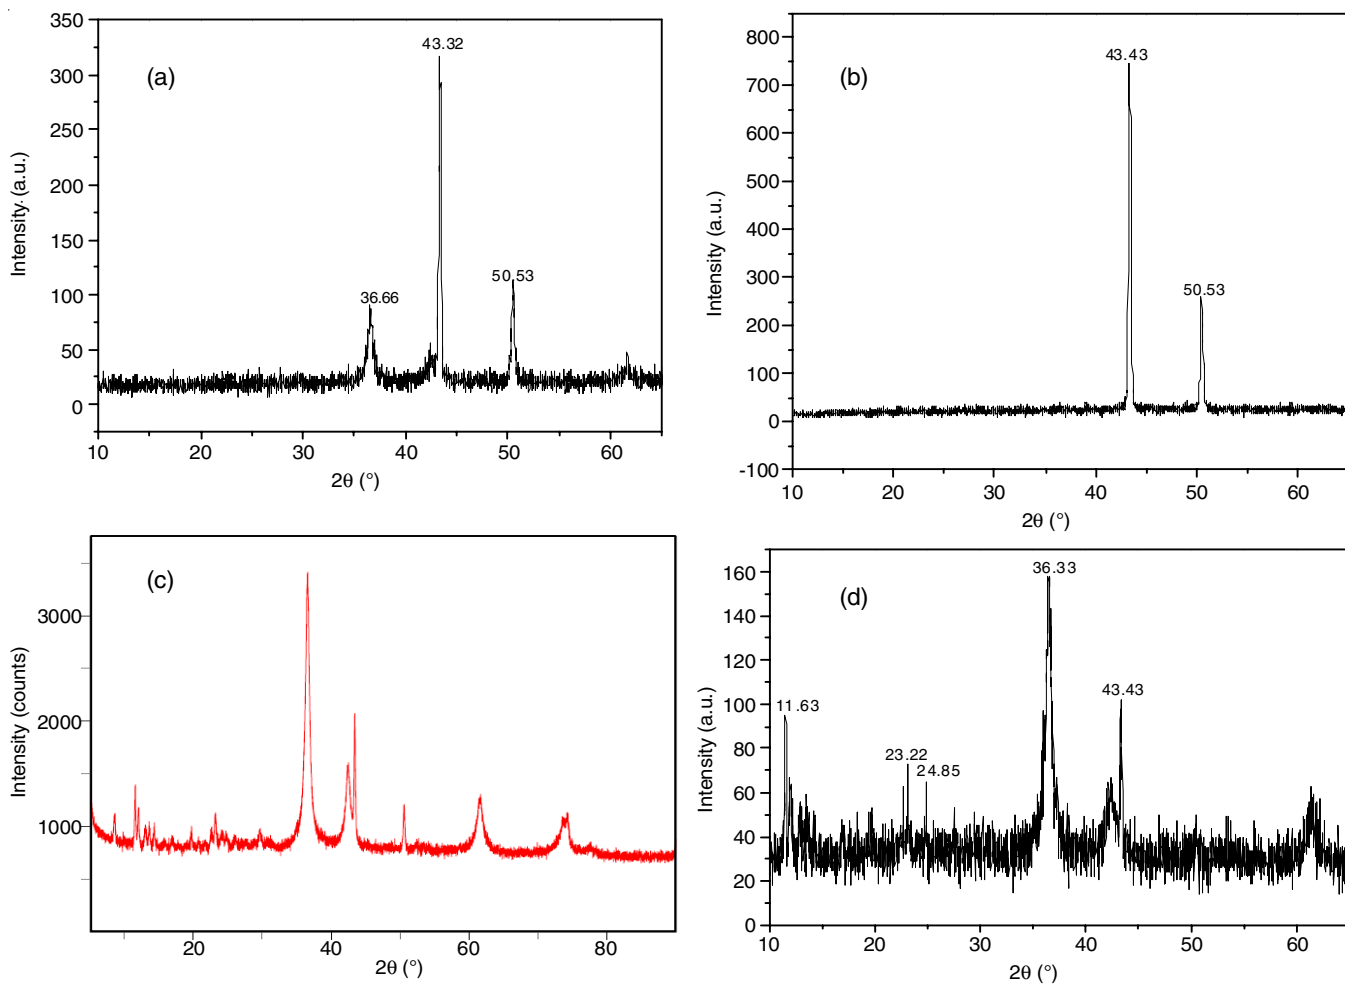 350
300
250
200
150
100
50
0
Intensity (a.u.)
(a)
43.32
36.66
50.53
10 20 30 40 50 60
2θ (°)
800
700
600
500
400
300
200
100
0
-100
Intensity (a.u.)
(b)
43.43
50.53
10 20 30 40 50 60
2θ (°)
3000
2000
1000
Intensity (counts)
(c)
20 40 60 80
2θ (°)
160
140
120
100
80
60
40
20
0
Intensity (a.u.)
(d)
36.33
43.43
11.63
23.22
24.85
10 20 30 40 50 60
2θ (°)